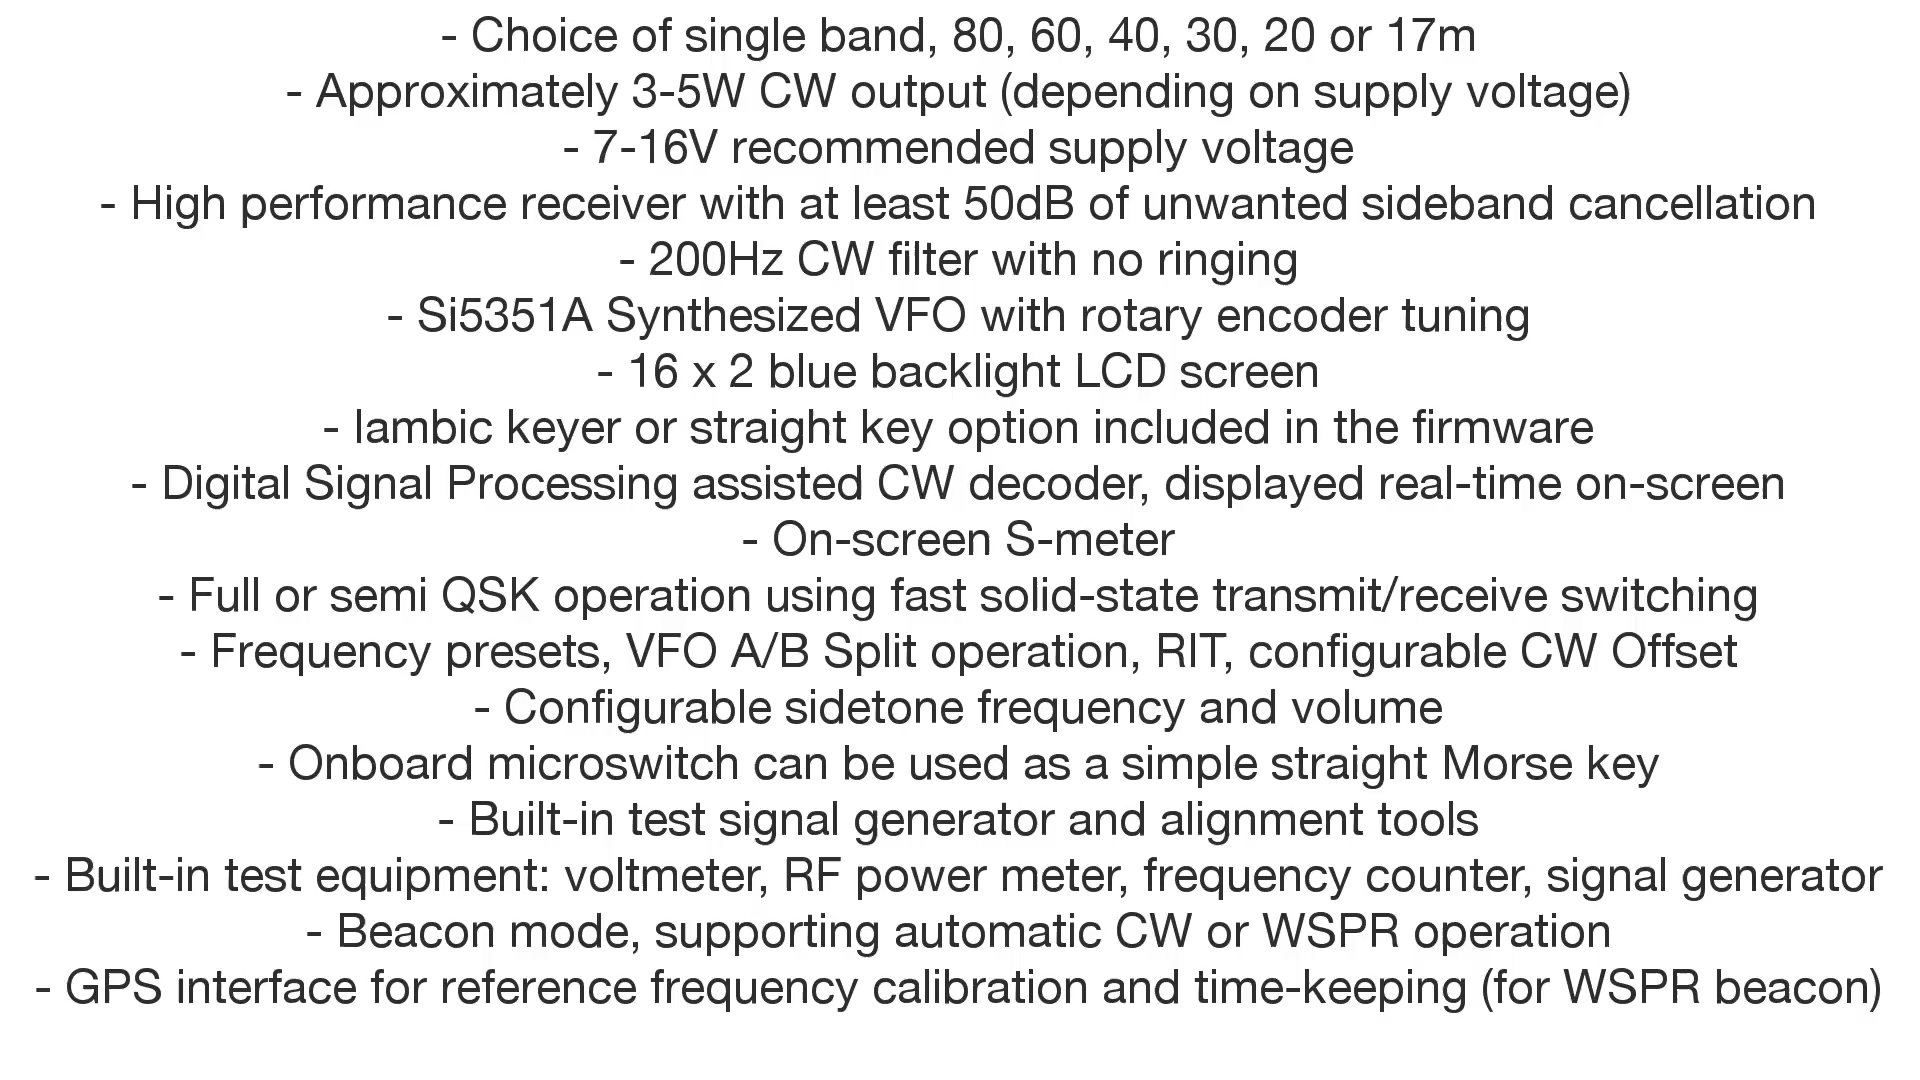 - Choice of single band, 80, 60, 40, 30, 20 or 17m
- Approximately 3-5W CW output (depending on supply voltage)
- 7-16V recommended supply voltage
- High performance receiver with at least 50dB of unwanted sideband cancellation
- 200Hz CW filter with no ringing
- Si5351A Synthesized VFO with rotary encoder tuning
- 16 x 2 blue backlight LCD screen
- Iambic keyer or straight key option included in the firmware
- Digital Signal Processing assisted CW decoder, displayed real-time on-screen
- On-screen S-meter
- Full or semi QSK operation using fast solid-state transmit/receive switching
- Frequency presets, VFO A/B Split operation, RIT, configurable CW Offset
- Configurable sidetone frequency and volume
- Onboard microswitch can be used as a simple straight Morse key
- Built-in test signal generator and alignment tools
- Built-in test equipment: voltmeter, RF power meter, frequency counter, signal generator
- Beacon mode, supporting automatic CW or WSPR operation
- GPS interface for reference frequency calibration and time-keeping (for WSPR beacon)